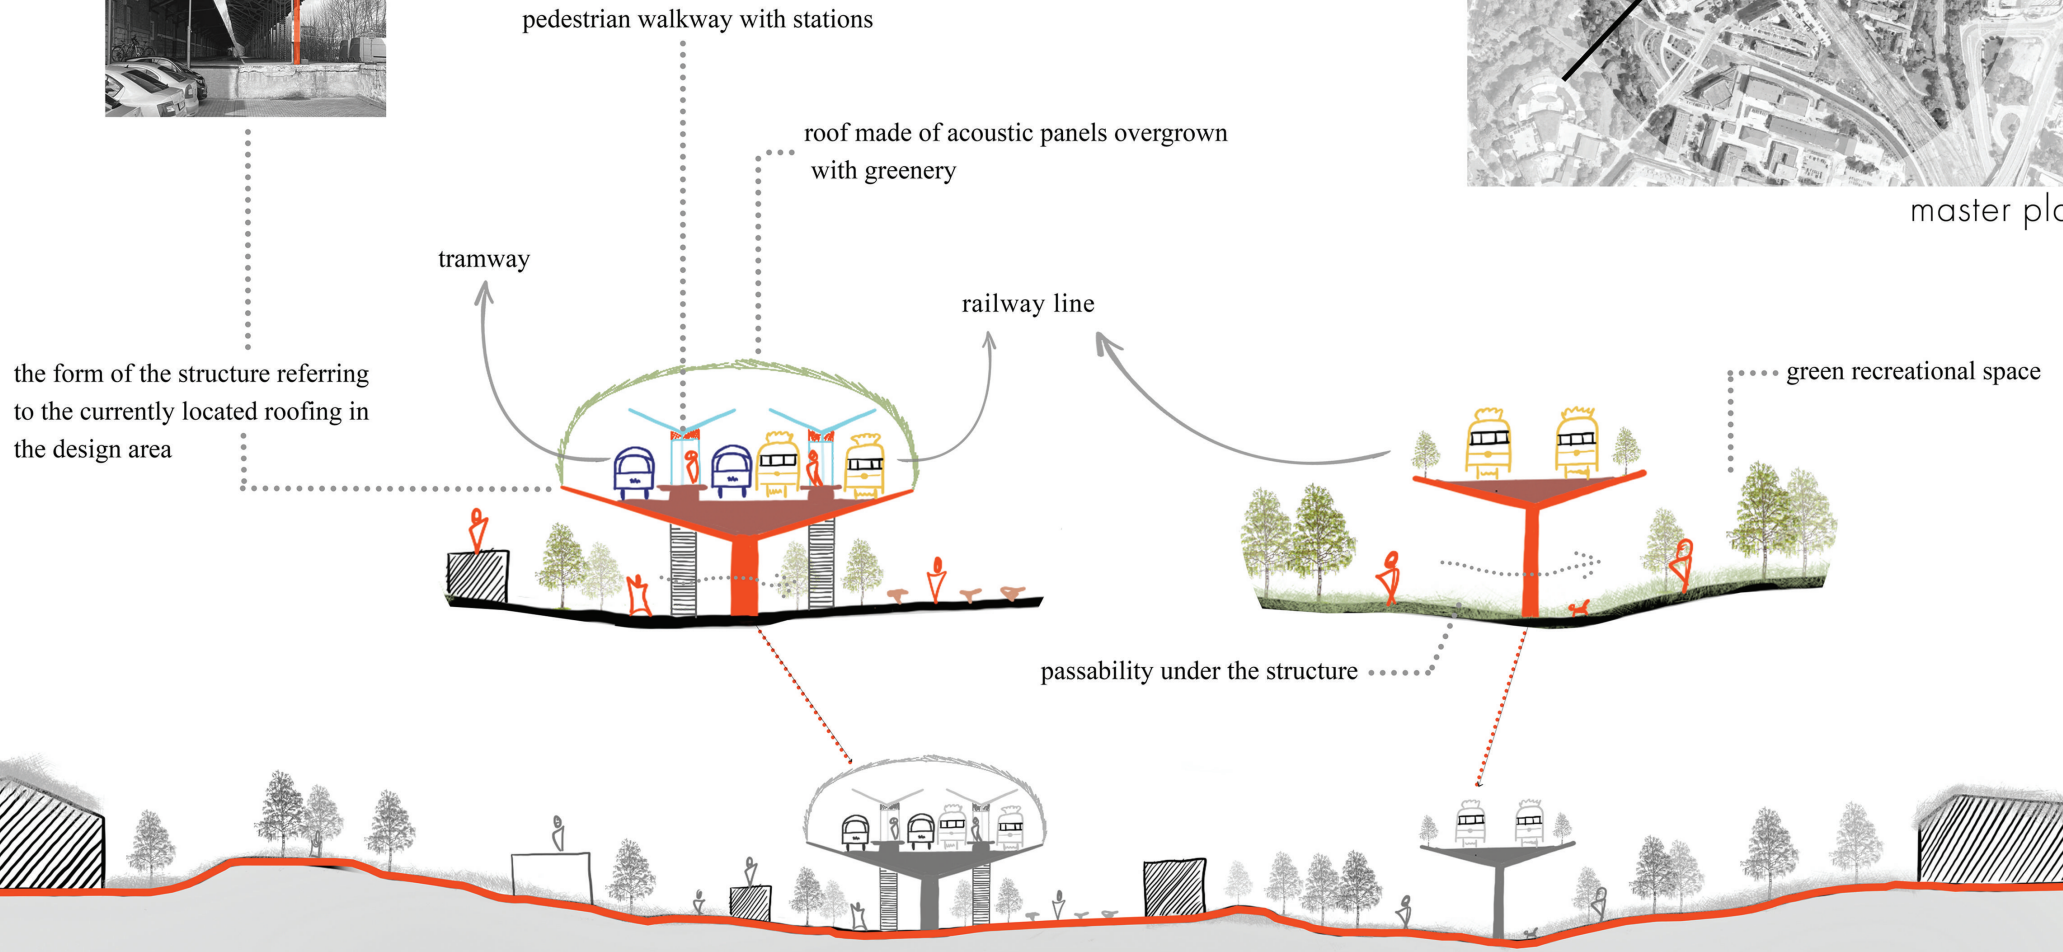 pedestrian walkway with stations
roof made of acoustic panels overgrown
with greenery
master pla
tramway
railway line
the form of the structure referring
to the currently located roofing in
the design area
green recreational space
passability under the structure